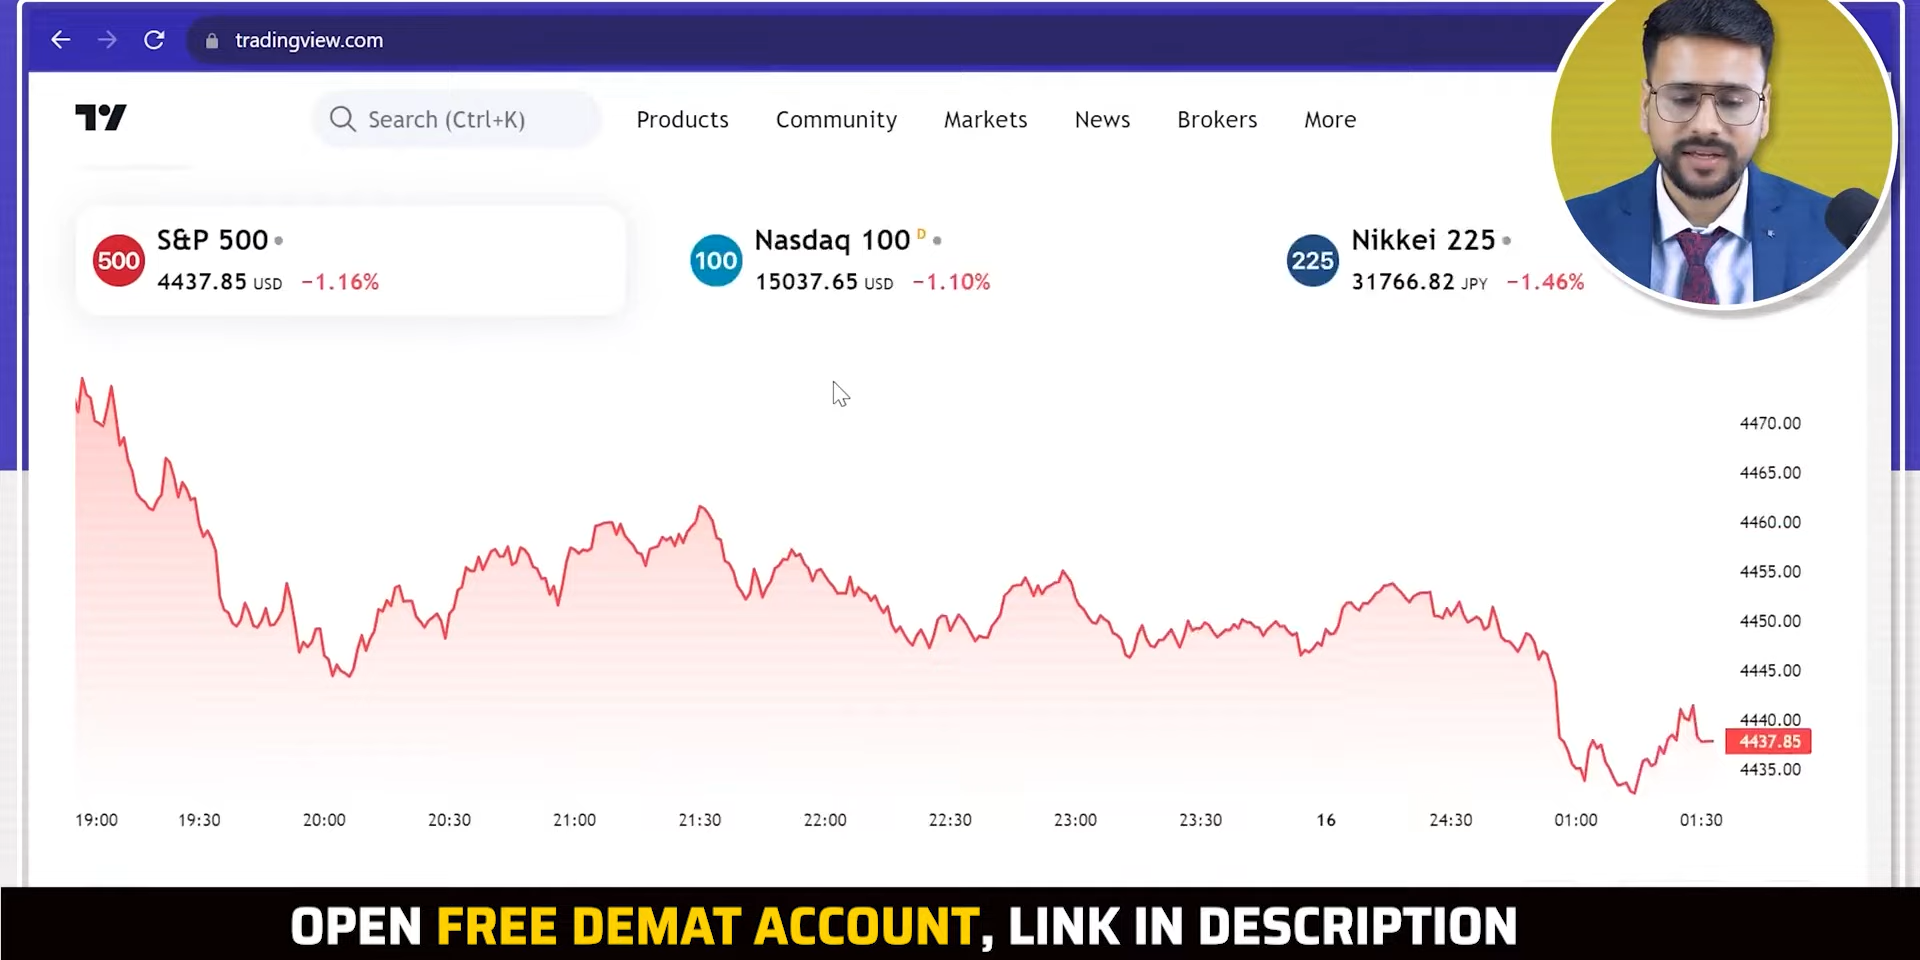 tradingview.com
TV
Search (Ctrl+K)
Products
Community
Markets
News
Brokers
More
500
S&P 500
4437.85 USD −1.16%
100
Nasdaq 100 D
15037.65 USD −1.10%
225
Nikkei 225
31766.82 JPY −1.46%
4470.00
4465.00
4460.00
4455.00
4450.00
4445.00
4440.00
4437.85
4435.00
19:00 19:30 20:00 20:30 21:00 21:30 22:00 22:30 23:00 23:30 16 24:30 01:00 01:30
OPEN FREE DEMAT ACCOUNT, LINK IN DESCRIPTION